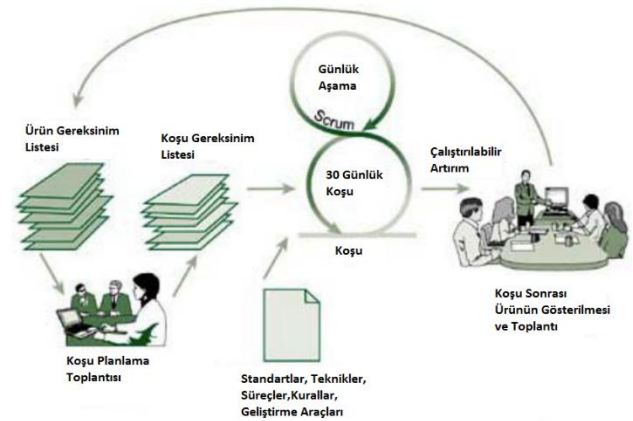 Günlük
Aşama
Scrum
Ürün Gereksinim
Listesi
Koşu Gereksinim
Listesi
30 Günlük
Koşu
Çalıştırılabilir
Artırım
Koşu
Koşu Planlama
Toplantısı
Standartlar, Teknikler,
Süreçler,Kurallar,
Geliştirme Araçları
Koşu Sonrası
Ürünün Gösterilmesi
ve Toplantı